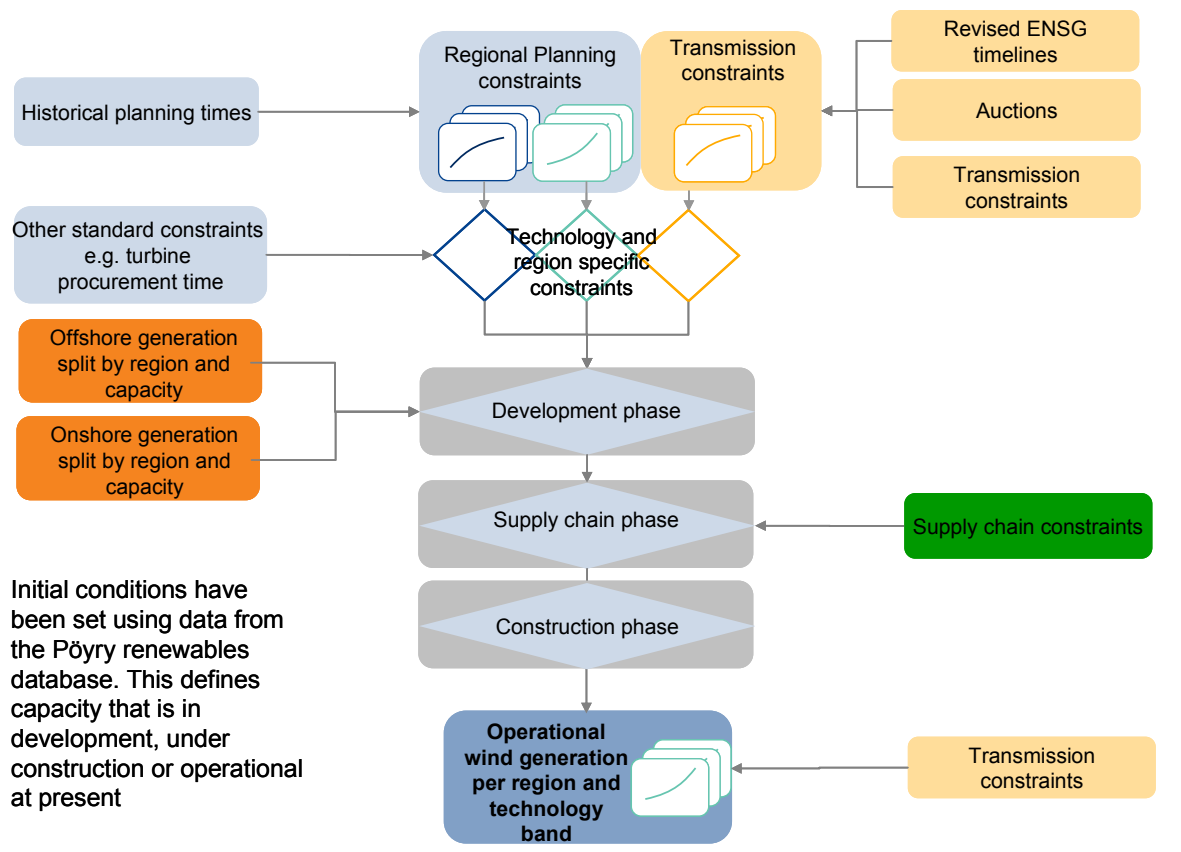 Revised ENSG
timelines
Regional Planning
constraints
Transmission
constraints
Historical planning times
Auctions
Transmission
constraints
Other standard constraints
e.g. turbine
procurement time
Technology and
region specific
constraints
Offshore generation
split by region and
capacity
Onshore generation
split by region and
capacity
Development phase
Supply chain phase
Supply chain constraints
Construction phase
Initial conditions have
been set using data from
the Pöyry renewables
database. This defines
capacity that is in
development, under
construction or operational
at present
Operational
wind generation
per region and
technology
band
Transmission
constraints